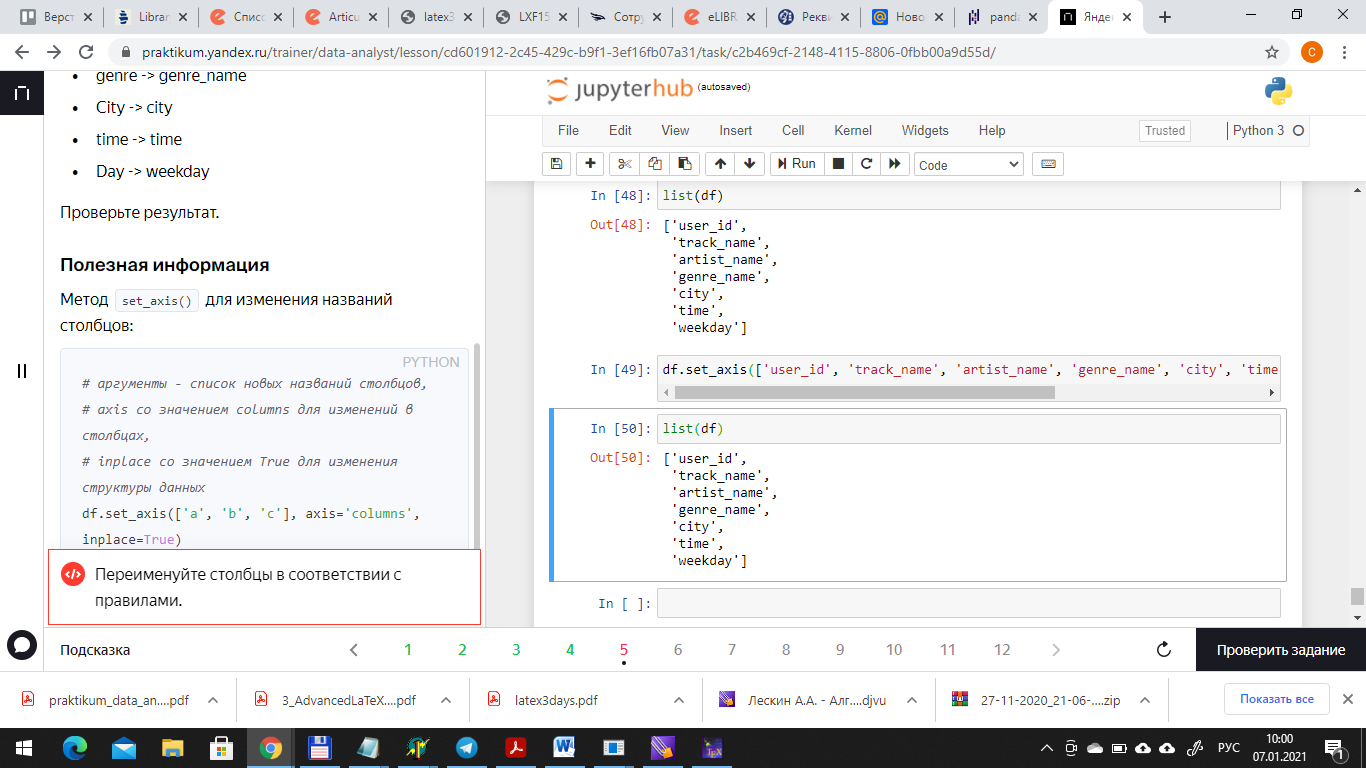 Верст
Librar
Списо
Articu
latex3
LXF15
Сотру
eLIBR
Рекви
Ново
panda
Янде
praktikum.yandex.ru/trainer/data-analyst/lesson/cd601912-2c45-429c-b9f1-3ef16fb07a31/task/c2b469cf-2148-4115-8806-0fbb00a9d55d/
С
genre -> genre_name
City -> city
time -> time
Day -> weekday
Проверьте результат.
Полезная информация
Метод set_axis() для изменения названий
столбцов:
PYTHON
# аргументы - список новых названий столбцов,
# axis со значением columns для изменений в
столбцах,
# inplace со значением True для изменения
структуры данных
df.set_axis(['a', 'b', 'c'], axis='columns',
inplace=True)
Переименуйте столбцы в соответствии с
правилами.
jupyterhub (autosaved)
File Edit View Insert Cell Kernel Widgets Help Trusted Python 3
Run Code
In [48]: list(df)
Out[48]: ['user_id',
'track_name',
'artist_name',
'genre_name',
'city',
'time',
'weekday']
In [49]: df.set_axis(['user_id', 'track_name', 'artist_name', 'genre_name', 'city', 'time
In [50]: list(df)
Out[50]: ['user_id',
'track_name',
'artist_name',
'genre_name',
'city',
'time',
'weekday']
In [ ]:
Подсказка 1 2 3 4 5 6 7 8 9 10 11 12 Проверить задание
praktikum_data_an....pdf 3_AdvancedLaTeX....pdf latex3days.pdf Лескин А.А. - Алг....djvu 27-11-2020_21-06-....zip Показать все
РУС
10:00
07.01.2021
1